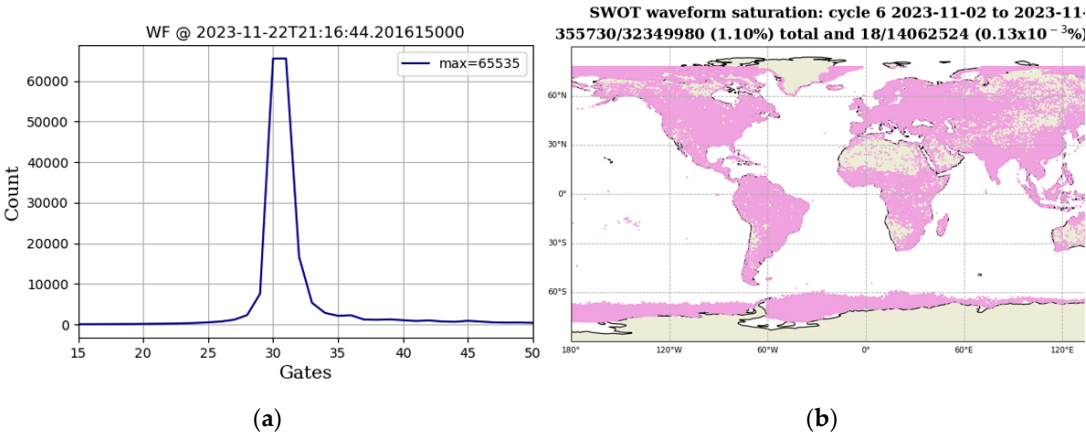 WF @ 2023-11-22T21:16:44.201615000
max=65535
60000
50000
40000
30000
20000
10000
0
Count
15 20 25 30 35 40 45 50
Gates
(a)
SWOT waveform saturation: cycle 6 2023-11-02 to 2023-11-
355730/32349980 (1.10%) total and 18/14062524 (0.13x10⁻³%)
60°N
30°N
0°
30°S
60°S
180° 120°W 60°W 0° 60°E 120°E
(b)